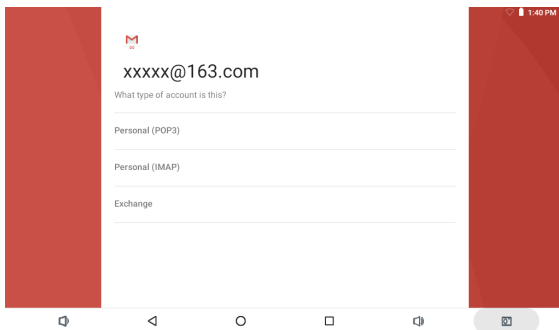 1:40 PM
xxxxx@163.com
What type of account is this?
Personal (POP3)
Personal (IMAP)
Exchange